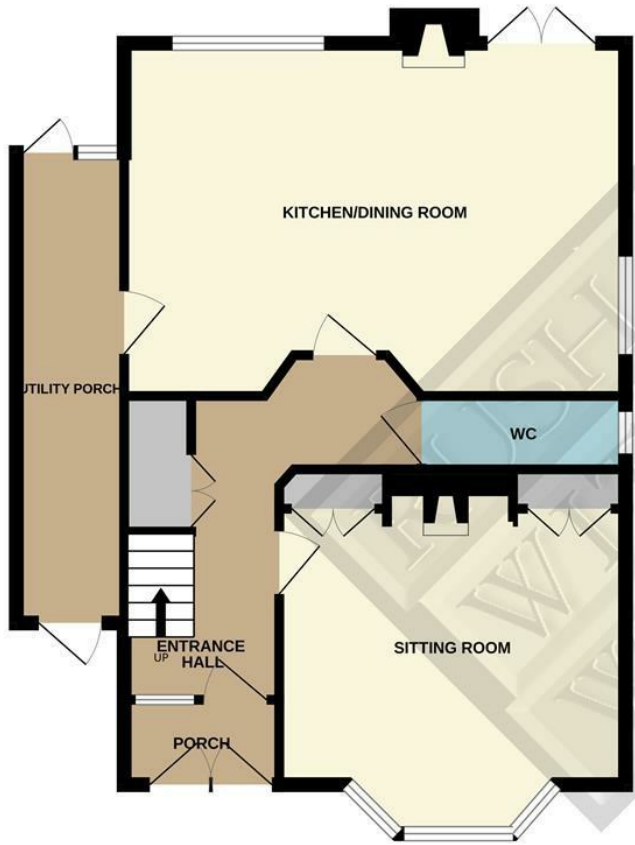 KITCHEN/DINING ROOM
UTILITY PORCH
WC
SITTING ROOM
UP
ENTRANCE
HALL
PORCH